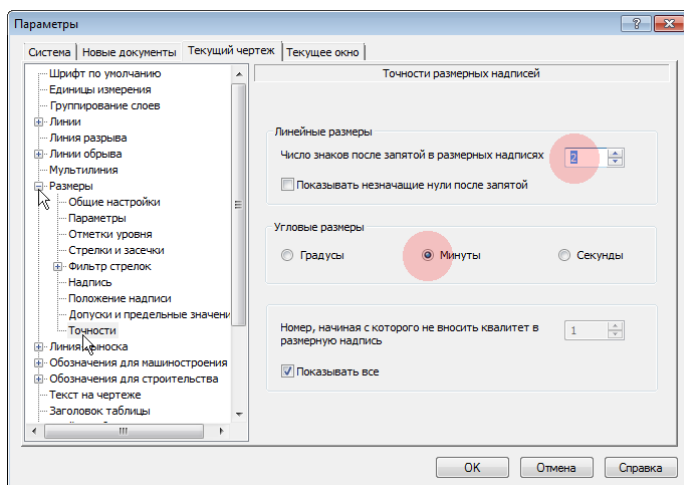 Параметры
Система
Новые документы
Текущий чертеж
Текущее окно
Шрифт по умолчанию
Единицы измерения
Группирование слоев
Линии
Линия разрыва
Линии обрыва
Мультилиния
Размеры
Общие настройки
Параметры
Отметки уровня
Стрелки и засечки
Фильтр стрелок
Надпись
Положение надписи
Допуски и предельные значени
Точности
Линия выноска
Обозначения для машиностроения
Обозначения для строительства
Текст на чертеже
Заголовок таблицы
Точности размерных надписей
Линейные размеры
Число знаков после запятой в размерных надписях
2
Показывать незначащие нули после запятой
Угловые размеры
Градусы
Минуты
Секунды
Номер, начиная с которого не вносить квалитет в
размерную надпись
1
Показывать все
OK
Отмена
Справка